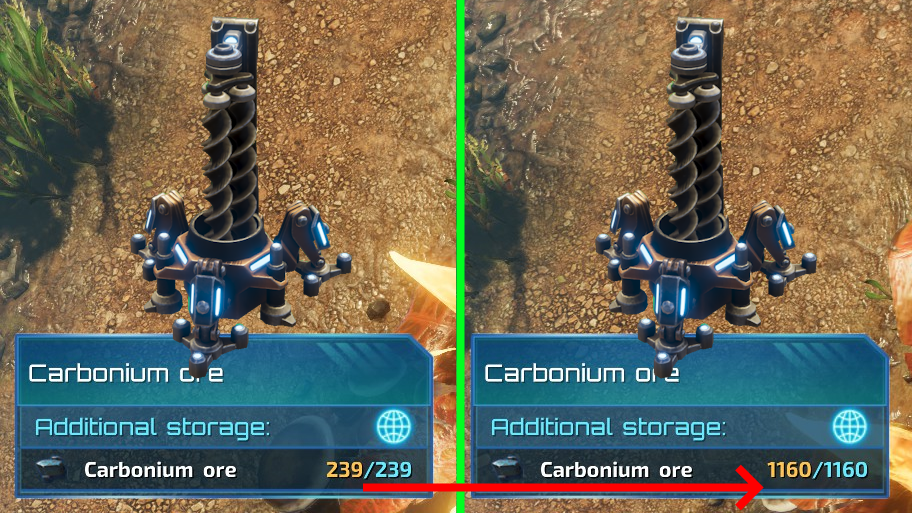 Carbonium ore
Additional storage:
Carbonium ore 239/239
Carbonium ore
Additional storage:
Carbonium ore 1160/1160